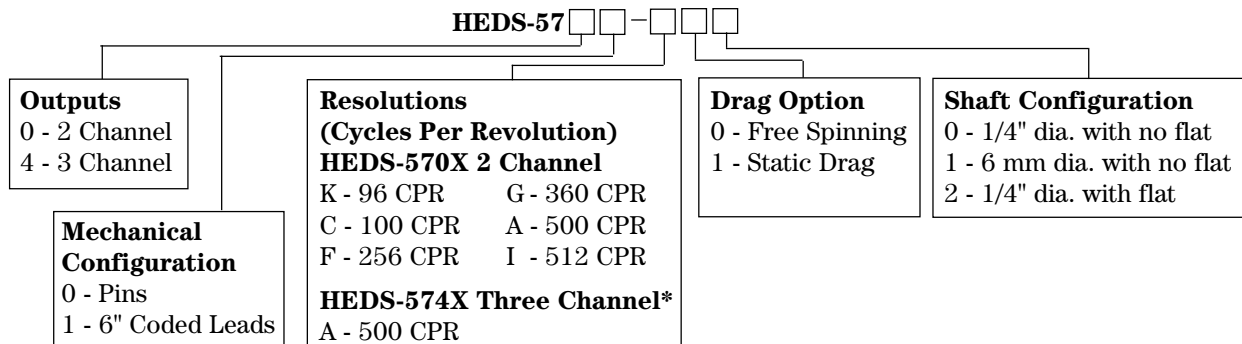 HEDS-57□□–□□□
Outputs
0 - 2 Channel
4 - 3 Channel
Mechanical
Configuration
0 - Pins
1 - 6" Coded Leads
Resolutions
(Cycles Per Revolution)
HEDS-570X 2 Channel
K - 96 CPR G - 360 CPR
C - 100 CPR A - 500 CPR
F - 256 CPR I - 512 CPR
HEDS-574X Three Channel*
A - 500 CPR
Drag Option
0 - Free Spinning
1 - Static Drag
Shaft Configuration
0 - 1/4" dia. with no flat
1 - 6 mm dia. with no flat
2 - 1/4" dia. with flat